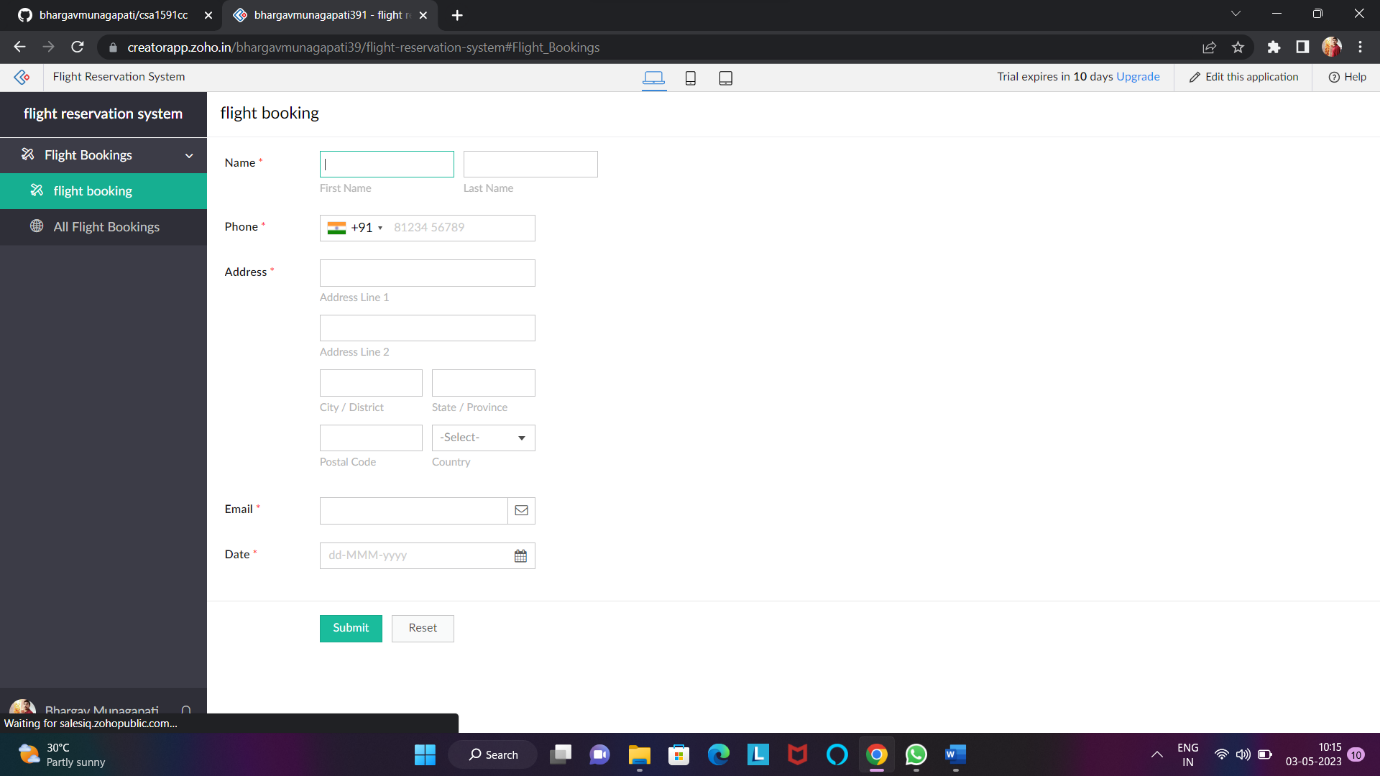 bhargavmunagapati/csa1591cc
bhargavmunagapati391 - flight r
creatorapp.zoho.in/bhargavmunagapati39/flight-reservation-system#Flight_Bookings
Flight Reservation System
Trial expires in 10 days Upgrade
Edit this application
Help
flight reservation system
Flight Bookings
flight booking
All Flight Bookings
flight booking
Name *
First Name
Last Name
Phone *
+91
81234 56789
Address *
Address Line 1
Address Line 2
City / District
State / Province
-Select-
Postal Code
Country
Email *
Date *
dd-MMM-yyyy
Submit
Reset
Bhargav Munagapati
Waiting for salesiq.zohopublic.com...
30°C
Partly sunny
Search
L
W
ENG
IN
10:15
03-05-2023
10